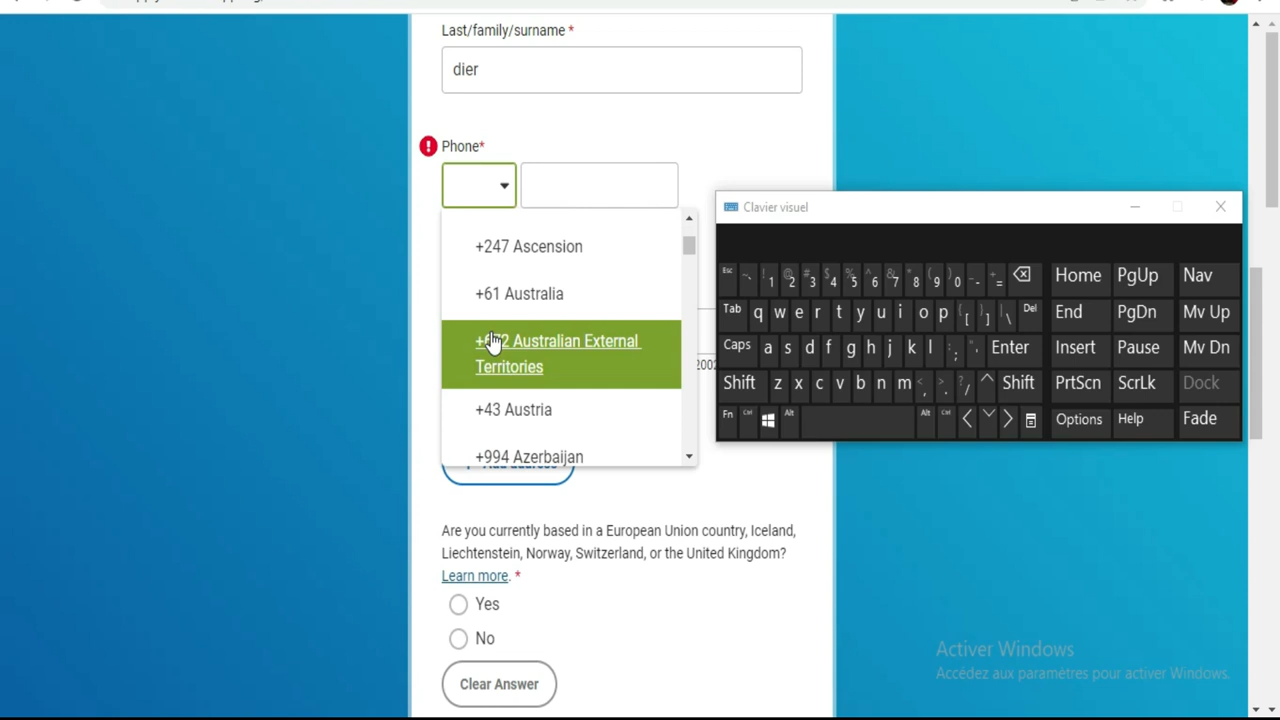 Last/family/surname *
dier
Phone*
+247 Ascension
+61 Australia
Australian External
Territories
+43 Austria
+994 Azerbaijan
2002
Are you currently based in a European Union country, Iceland,
Liechtenstein, Norway, Switzerland, or the United Kingdom?
Learn more. *
Yes
No
Clear Answer
Clavier visuel
Esc ~ ` ! 1 @ 2 # 3 $ 4 % 5 ^ 6 & 7 * 8 ( 9 ) 0 _ - + = Home PgUp Nav
Tab q w e r t y u i o p { [ } ] | \ Del End PgDn Mv Up
Caps a s d f g h j k l : ; " ' Enter Insert Pause Mv Dn
Shift z x c v b n m < , > . ? / ^ Shift PrtScn ScrLk Dock
Fn Ctrl Alt Alt Ctrl < > Options Help Fade
Activer Windows
Accédez aux paramètres pour activer Windows.